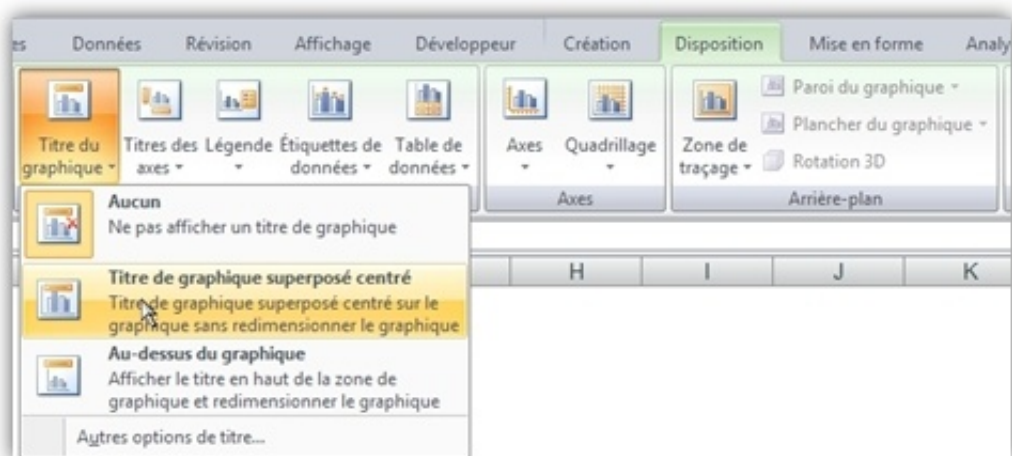 es Données Révision Affichage Développeur Création Disposition Mise en forme Analy
Titre du graphique
Titres des axes
Légende
Étiquettes de données
Table de données
Axes
Quadrillage
Zone de traçage
Paroi du graphique
Plancher du graphique
Rotation 3D
Axes
Arrière-plan
Aucun
Ne pas afficher un titre de graphique
Titre de graphique superposé centré
Titre de graphique superposé centré sur le
graphique sans redimensionner le graphique
Au-dessus du graphique
Afficher le titre en haut de la zone de
graphique et redimensionner le graphique
Autres options de titre...
H I J K